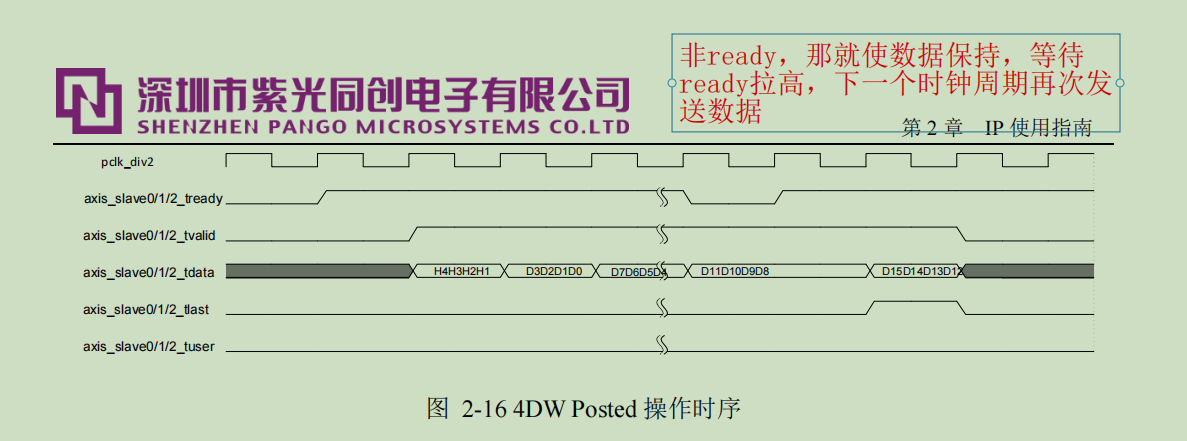 非ready，那就使数据保持，等待
ready拉高，下一个时钟周期再次发
送数据
深圳市紫光同创电子有限公司
SHENZHEN PANGO MICROSYSTEMS CO.LTD
第 2 章 IP 使用指南
pclk_div2
axis_slave0/1/2_tready
axis_slave0/1/2_tvalid
axis_slave0/1/2_tdata
H4H3H2H1
D3D2D1D0
D7D6D5D4
D11D10D9D8
D15D14D13D12
axis_slave0/1/2_tlast
axis_slave0/1/2_tuser
图 2-16 4DW Posted 操作时序